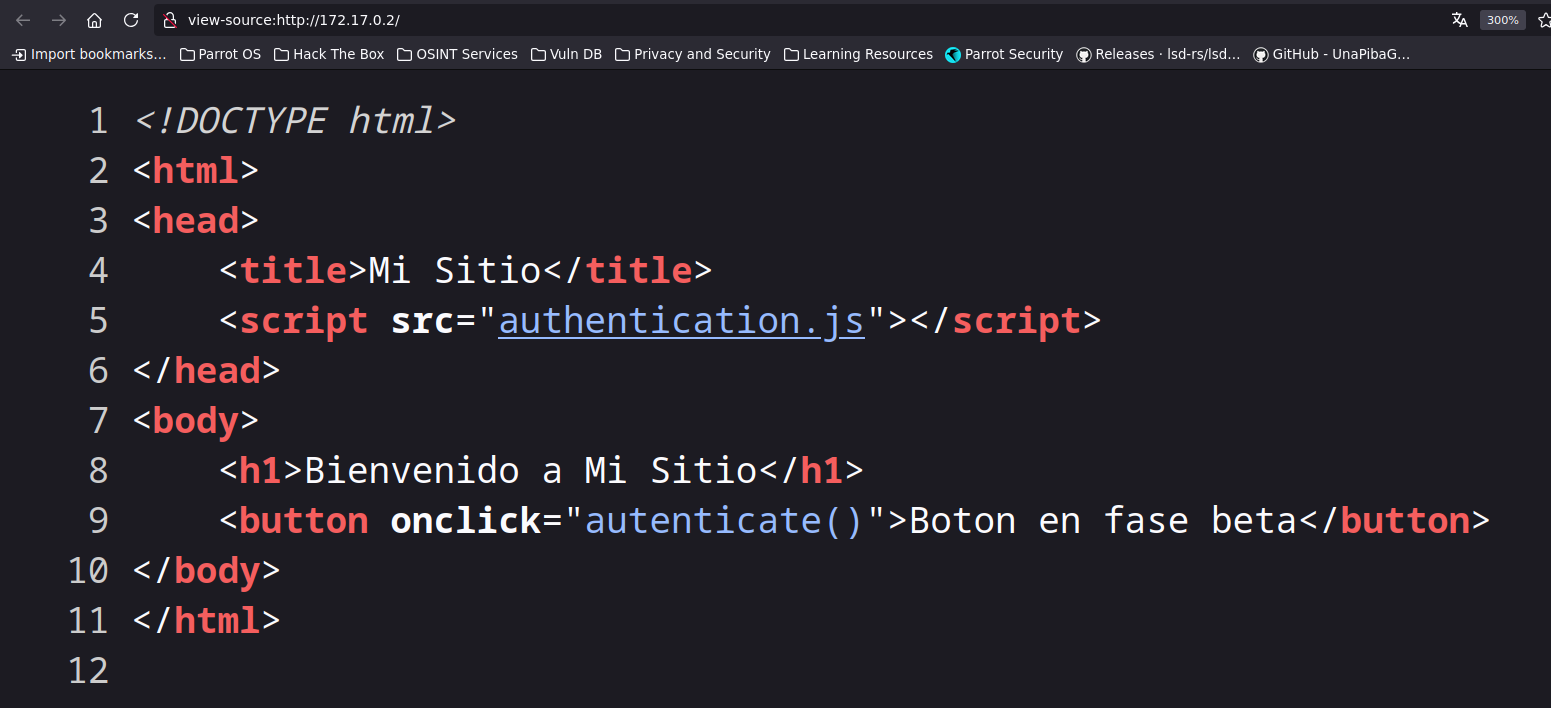 view-source:http://172.17.0.2/ 300%
Import bookmarks... Parrot OS Hack The Box OSINT Services Vuln DB Privacy and Security Learning Resources Parrot Security Releases · lsd-rs/lsd... GitHub - UnaPibaG...
1 <!DOCTYPE html>
2 <html>
3 <head>
4 <title>Mi Sitio</title>
5 <script src="authentication.js"></script>
6 </head>
7 <body>
8 <h1>Bienvenido a Mi Sitio</h1>
9 <button onclick="autenticate()">Boton en fase beta</button>
10 </body>
11 </html>
12